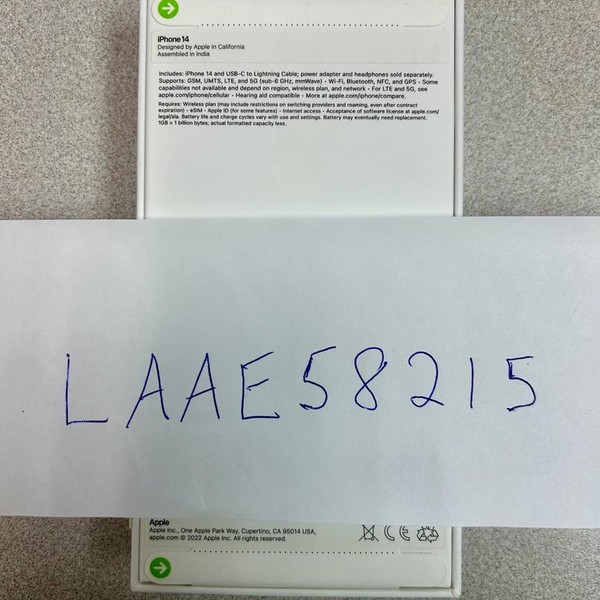 iPhone 14
Designed by Apple in California
Assembled in India
Includes: iPhone 14 and USB-C to Lightning Cable; power adapter and headphones sold separately.
Supports: GSM, UMTS, LTE, and 5G (sub-6 GHz, mmWave) • Wi-Fi, Bluetooth, NFC, and GPS • Some
capabilities not available and depend on region, wireless plan, and network • For LTE and 5G, see
apple.com/iphone/cellular • Hearing aid compatible • More at apple.com/iphone/compare.
Requires: Wireless plan (may include restrictions on switching providers and roaming, even after contract
expiration) • eSIM • Apple ID (for some features) • Internet access • Acceptance of software license at apple.com/
legal/sla. Battery life and charge cycles vary with use and settings. Battery may eventually need replacement.
1GB = 1 billion bytes; actual formatted capacity less.
LAAE58215
Apple
Apple Inc., One Apple Park Way, Cupertino, CA 95014 USA,
apple.com © 2022 Apple Inc. All rights reserved.
CE